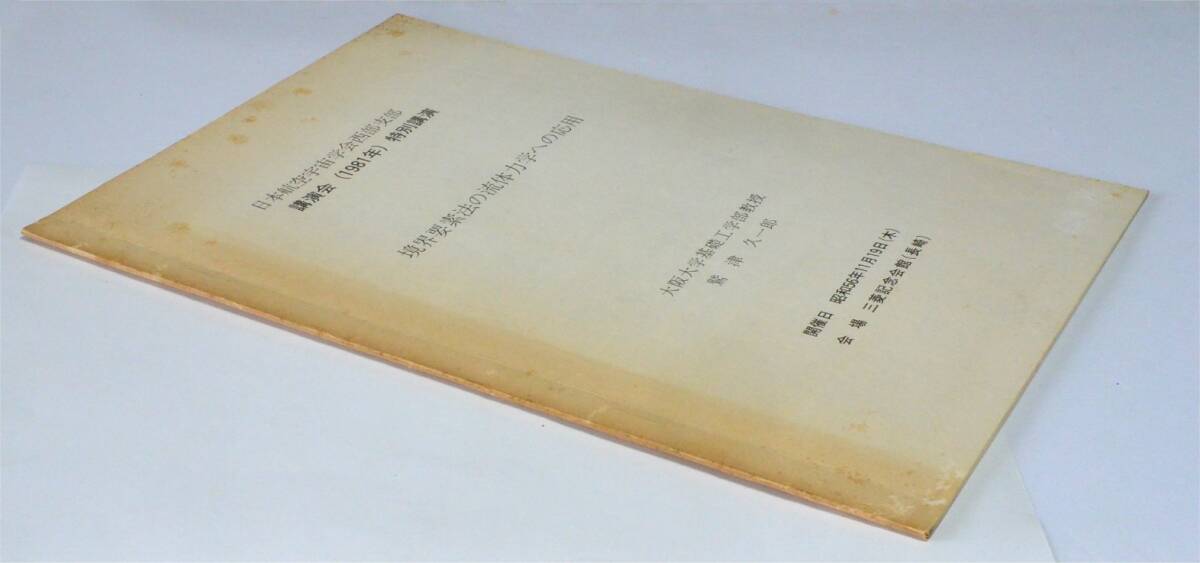 日本航空宇宙学会西部支部
講演会（1981年）特別講演
境界要素法の流体力学への応用
大阪大学基礎工学部教授
鷲津久一郎
開催日 昭和56年11月19日(木)
会場 三菱記念会館(長崎)